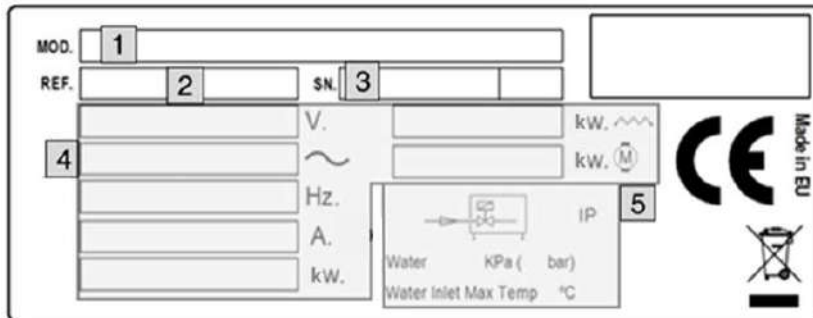 MOD. 1
REF. 2 SN. 3
V. kw.
4 kw. M
Hz. 5
IP
A.
Water KPa ( bar)
kw.
Water Inlet Max Temp ºC
CE
Made in EU